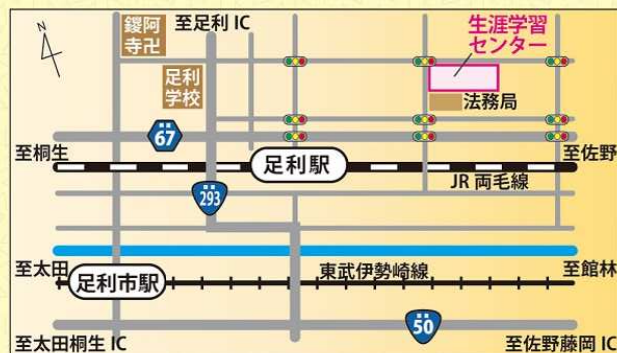 N
鑁阿
寺卍
至足利 IC
足利
学校
生涯学習
センター
法務局
67
至桐生
足利駅
至佐野
JR 両毛線
293
至太田
足利市駅
東武伊勢崎線
至館林
50
至太田桐生 IC
至佐野藤岡 IC